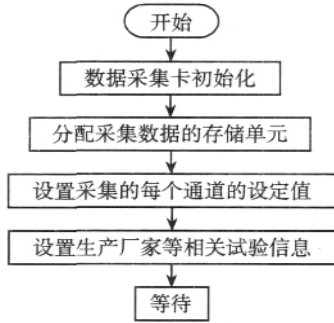 开始
数据采集卡初始化
分配采集数据的存储单元
设置采集的每个通道的设定值
设置生产厂家等相关试验信息
等待